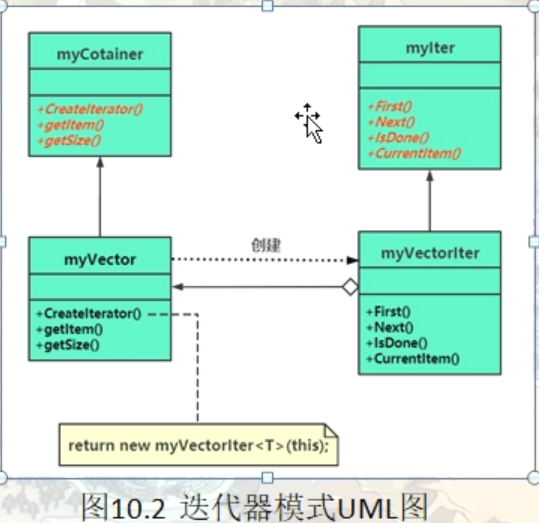 myCotainer
+CreateIterator()
+getItem()
+getSize()
myIter
+First()
+Next()
+IsDone()
+CurrentItem()
myVector
+CreateIterator()
+getItem()
+getSize()
创建
myVectorIter
+First()
+Next()
+IsDone()
+CurrentItem()
return new myVectorIter<T>(this);
图10.2 迭代器模式UML图